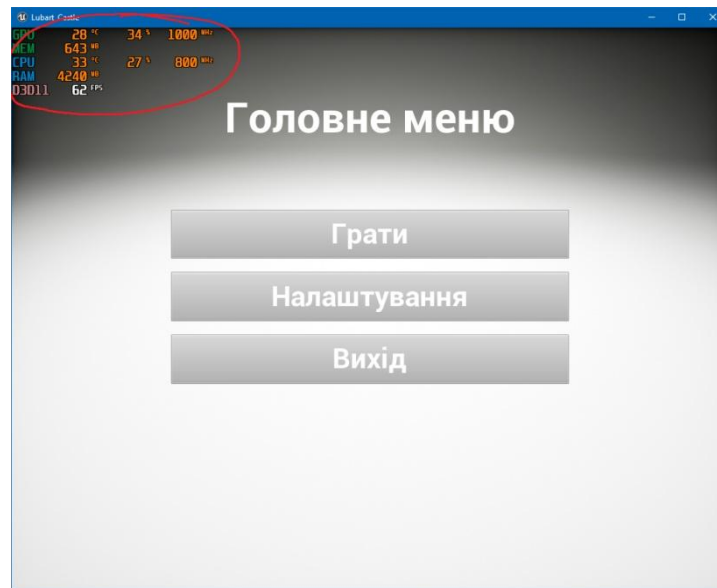 Lubart Castle
GPU 28 °C 34 % 1000 MHz
MEM 643 MB
CPU 33 °C 27 % 800 MHz
RAM 4240 MB
D3D11 62 FPS
Головне меню
Грати
Налаштування
Вихід